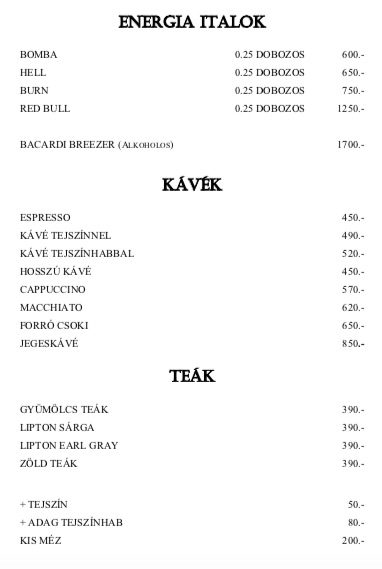 ENERGIA ITALOK
BOMBA 0.25 DOBOZOS 600.-
HELL 0.25 DOBOZOS 650.-
BURN 0.25 DOBOZOS 750.-
RED BULL 0.25 DOBOZOS 1250.-
BACARDI BREEZER (ALKOHOLOS) 1700.-
KÁVÉK
ESPRESSO 450.-
KÁVÉ TEJSZÍNNEL 490.-
KÁVÉ TEJSZÍNHABBAL 520.-
HOSSZÚ KÁVÉ 450.-
CAPPUCCINO 570.-
MACCHIATO 620.-
FORRÓ CSOKI 650.-
JEGESKÁVÉ 850.-
TEÁK
GYÜMÖLCS TEÁK 390.-
LIPTON SÁRGA 390.-
LIPTON EARL GRAY 390.-
ZÖLD TEÁK 390.-
+ TEJSZÍN 50.-
+ ADAG TEJSZÍNHAB 80.-
KIS MÉZ 200.-